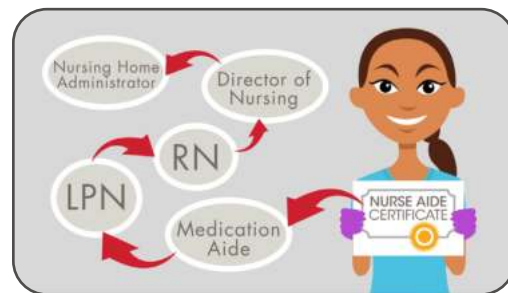 Nursing Home
Administrator
Director of
Nursing
RN
LPN
Medication
Aide
NURSE AIDE
CERTIFICATE